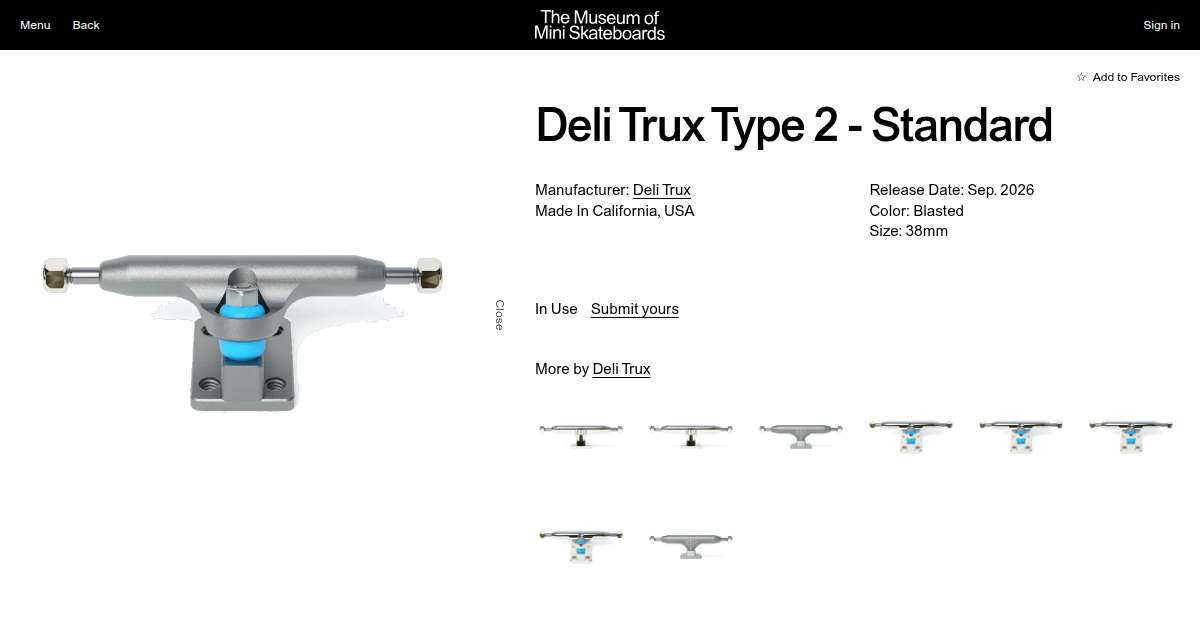 Menu Back
The Museum of
Mini Skateboards
Sign in
☆ Add to Favorites
Deli Trux Type 2 - Standard
Manufacturer: Deli Trux
Made In California, USA
Release Date: Sep. 2026
Color: Blasted
Size: 38mm
Close
In Use Submit yours
More by Deli Trux